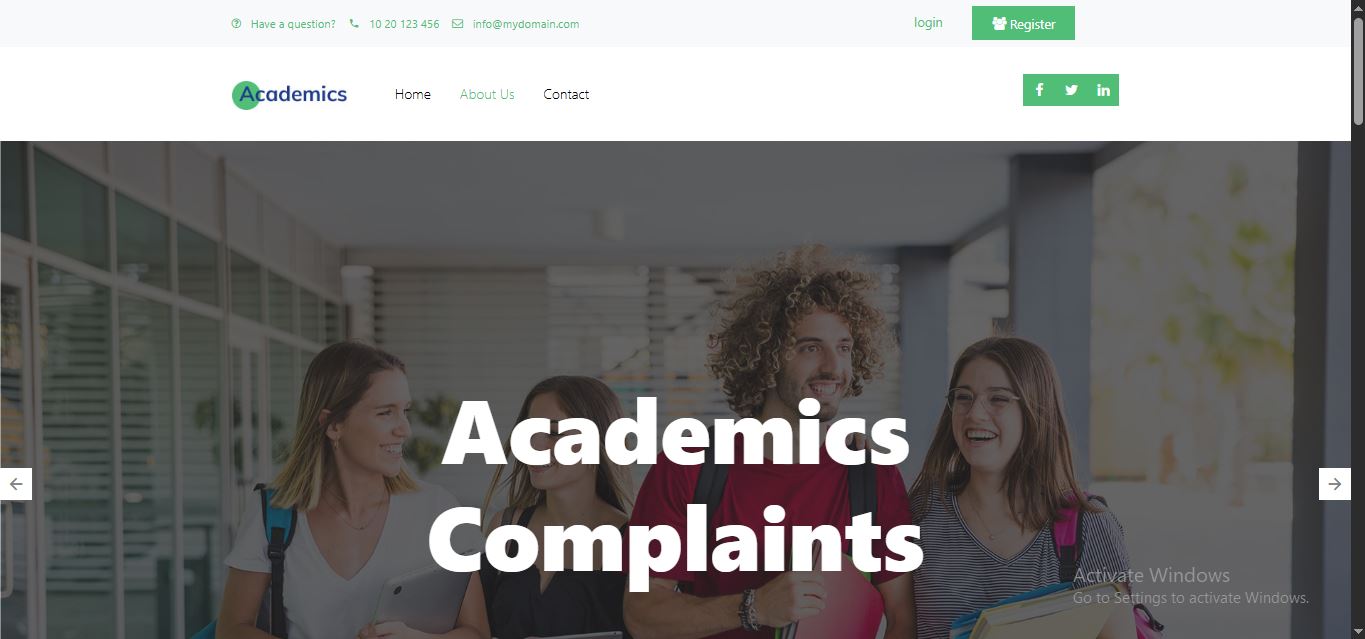 Have a question? 10 20 123 456 info@mydomain.com login Register
Academics Home About Us Contact
Academics
Complaints
Activate Windows
Go to Settings to activate Windows.